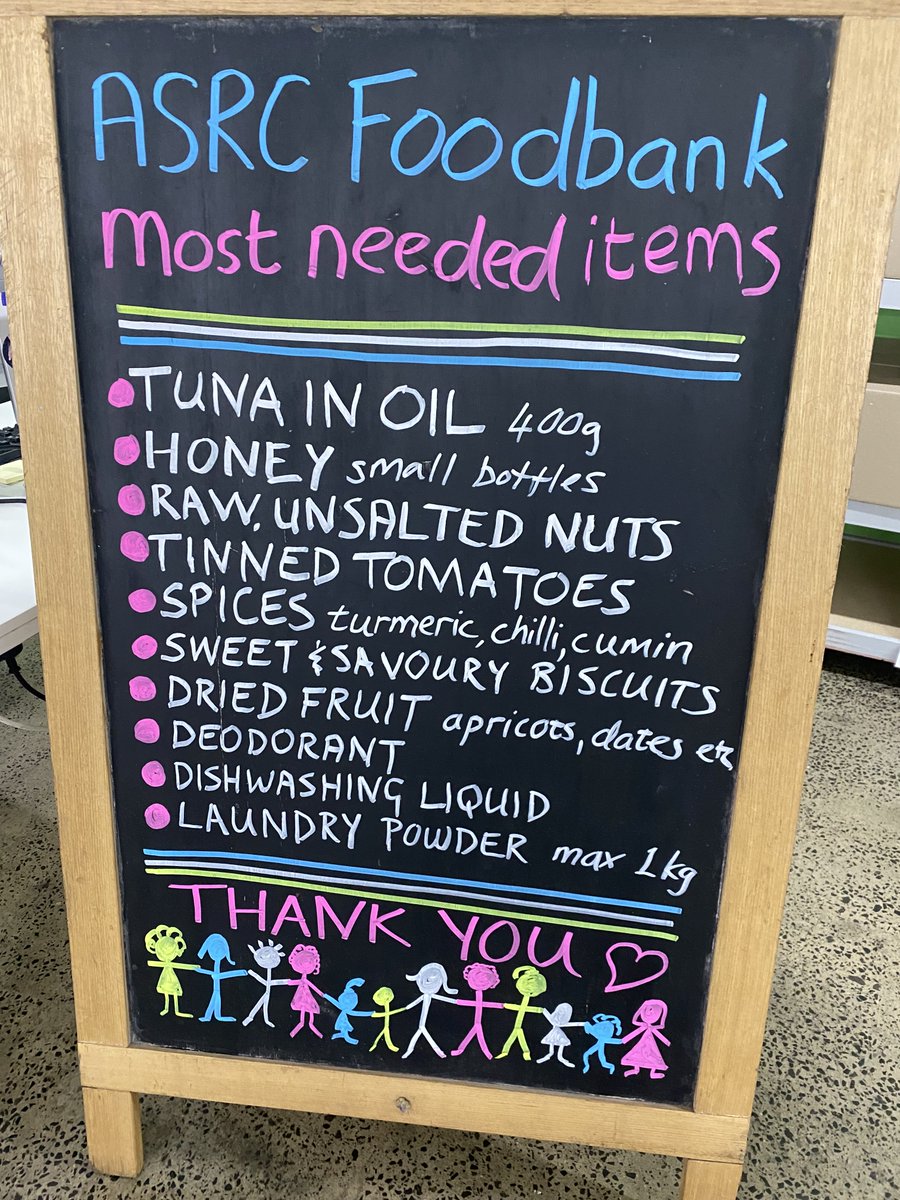 ASRC Foodbank
most needed items
TUNA IN OIL 400g
HONEY small bottles
RAW, UNSALTED NUTS
TINNED TOMATOES
SPICES turmeric, chilli, cumin
SWEET & SAVOURY BISCUITS
DRIED FRUIT apricots, dates etc
DEODORANT
DISHWASHING LIQUID
LAUNDRY POWDER max 1kg
THANK YOU